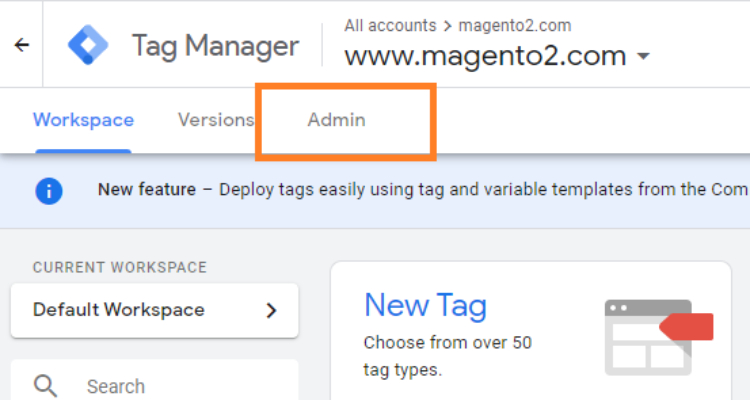 All accounts > magento2.com
Tag Manager
www.magento2.com
Workspace Versions Admin
New feature – Deploy tags easily using tag and variable templates from the Com
CURRENT WORKSPACE
Default Workspace
New Tag
Choose from over 50
tag types.
Search